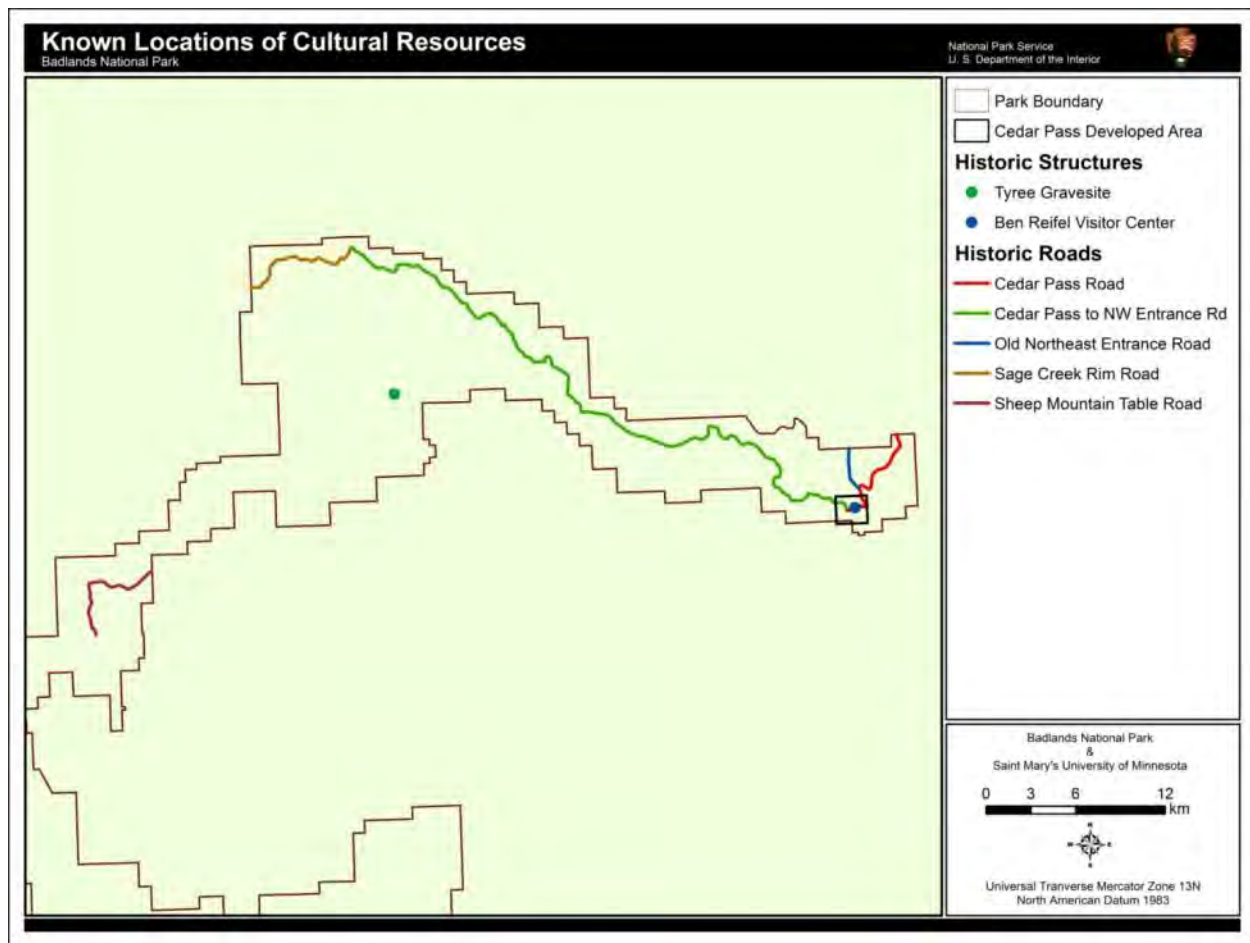 Known Locations of Cultural Resources
Badlands National Park
National Park Service
U. S. Department of the Interior
Park Boundary
Cedar Pass Developed Area
Historic Structures
Tyree Gravesite
Ben Reifel Visitor Center
Historic Roads
Cedar Pass Road
Cedar Pass to NW Entrance Rd
Old Northeast Entrance Road
Sage Creek Rim Road
Sheep Mountain Table Road
Badlands National Park
&
Saint Mary's University of Minnesota
0 3 6 12
km
N
W E
S
Universal Tranverse Mercator Zone 13N
North American Datum 1983